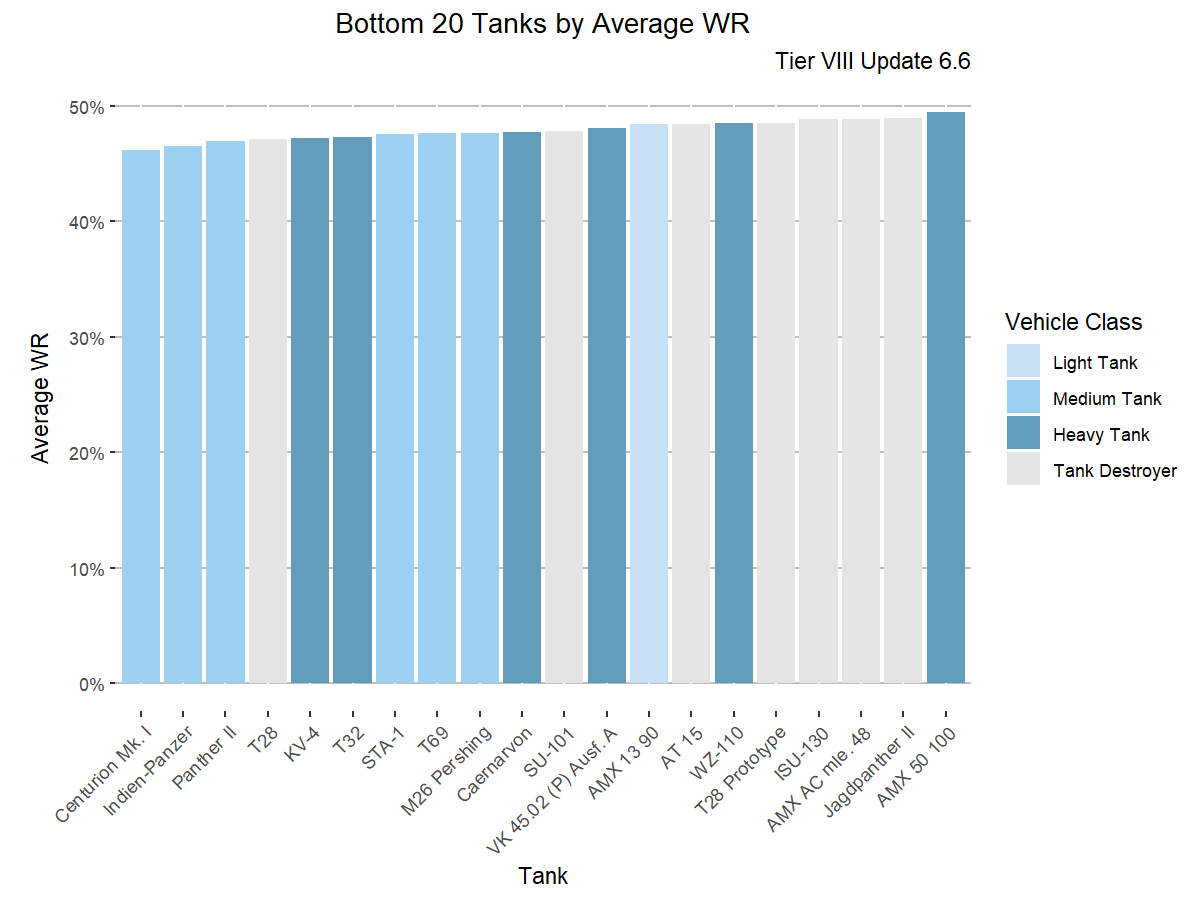 Bottom 20 Tanks by Average WR
Tier VIII Update 6.6
50%
40%
30%
20%
10%
0%
Average WR
Centurion Mk. I
Indien-Panzer
Panther II
T28
KV-4
T32
STA-1
T69
M26 Pershing
Caernarvon
SU-101
VK 45.02 (P) Ausf. A
AMX 13 90
AT 15
WZ-110
T28 Prototype
ISU-130
AMX AC mle. 48
Jagdpanther II
AMX 50 100
Tank
Vehicle Class
Light Tank
Medium Tank
Heavy Tank
Tank Destroyer